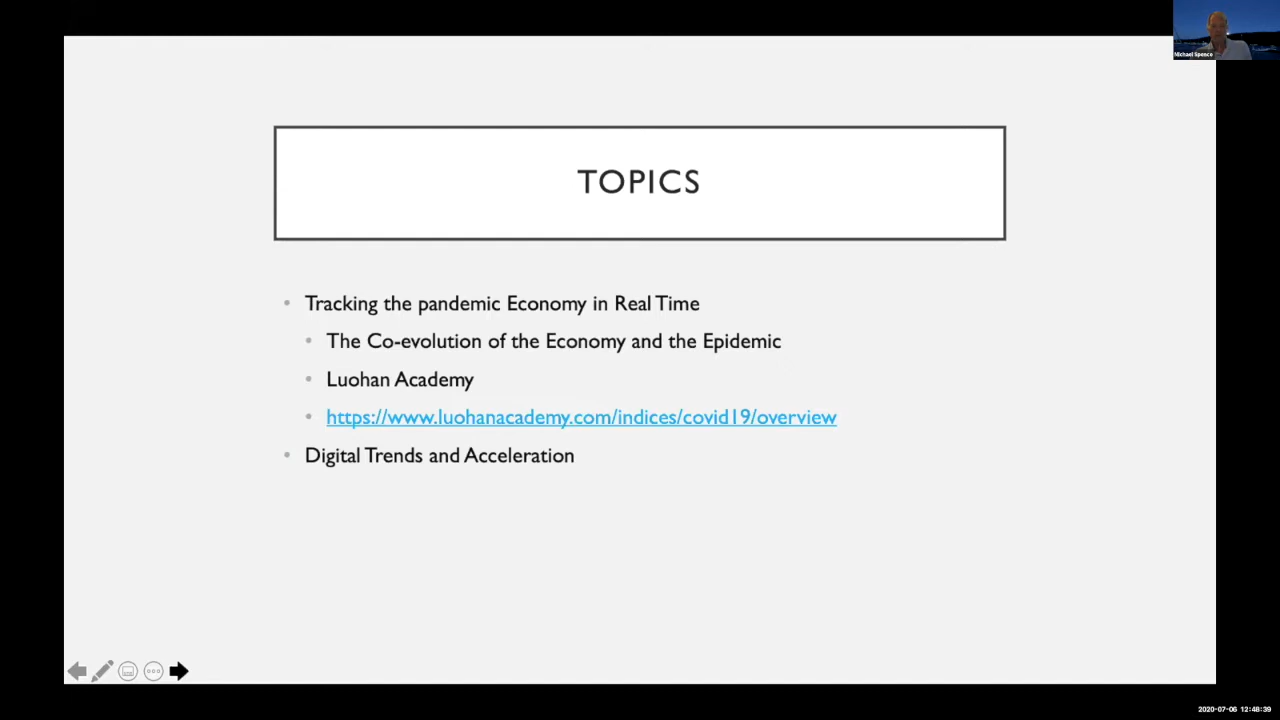 Michael Spence
TOPICS
• Tracking the pandemic Economy in Real Time
• The Co-evolution of the Economy and the Epidemic
• Luohan Academy
• https://www.luohanacademy.com/indices/covid19/overview
• Digital Trends and Acceleration
2020-07-06 12:48:39